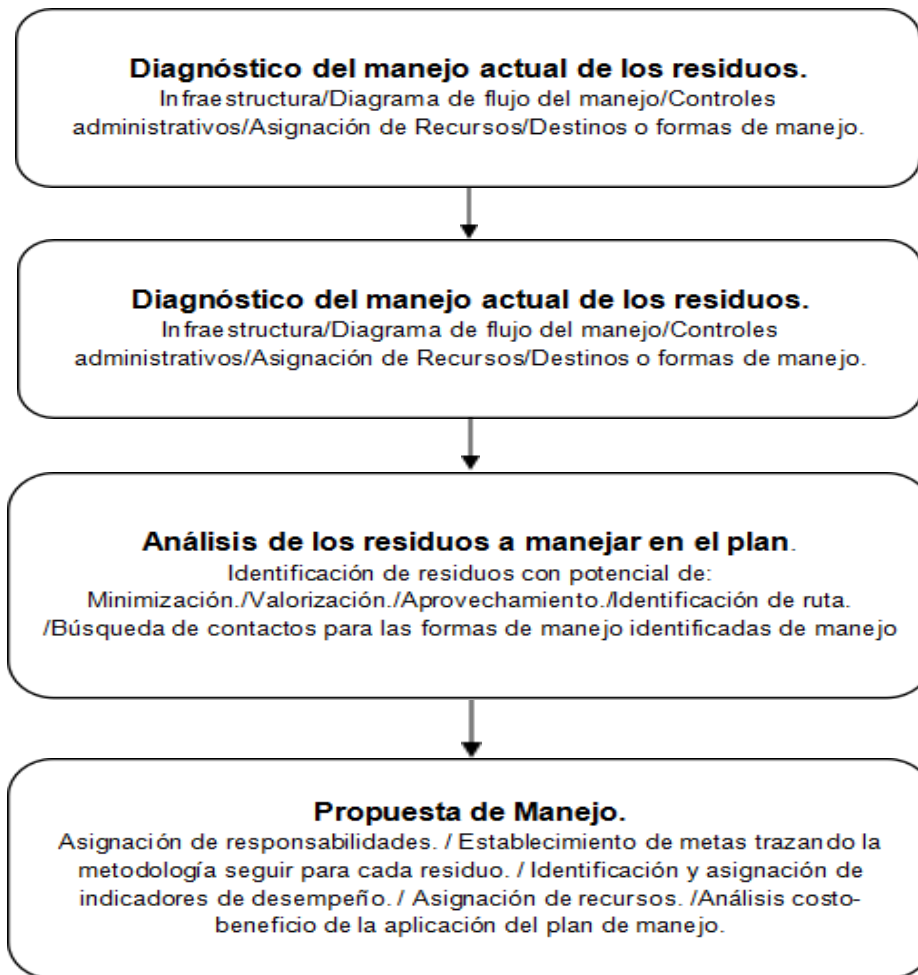 Diagnóstico del manejo actual de los residuos.
Infraestructura/Diagrama de flujo del manejo/Controles
administrativos/Asignación de Recursos/Destinos o formas de manejo.
Diagnóstico del manejo actual de los residuos.
Infraestructura/Diagrama de flujo del manejo/Controles
administrativos/Asignación de Recursos/Destinos o formas de manejo.
Análisis de los residuos a manejar en el plan.
Identificación de residuos con potencial de:
Minimización./Valorización./Aprovechamiento./Identificación de ruta.
/Búsqueda de contactos para las formas de manejo identificadas de manejo
Propuesta de Manejo.
Asignación de responsabilidades. / Establecimiento de metas trazando la
metodología seguir para cada residuo. / Identificación y asignación de
indicadores de desempeño. / Asignación de recursos. /Análisis costo-
beneficio de la aplicación del plan de manejo.